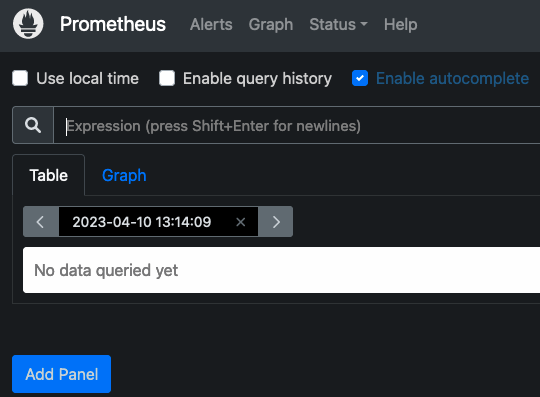 Prometheus Alerts Graph Status Help
Use local time Enable query history Enable autocomplete
Expression (press Shift+Enter for newlines)
Table Graph
2023-04-10 13:14:09
No data queried yet
Add Panel